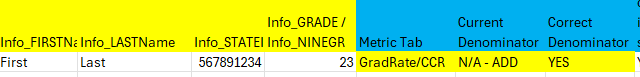 Info_FIRSTNa
Info_LASTName
Info_STATEI
Info_GRADE /
Info_NINEGR
Metric Tab
Current
Denominator
Correct
Denominator
First
Last
567891234
23
GradRate/CCR
N/A - ADD
YES